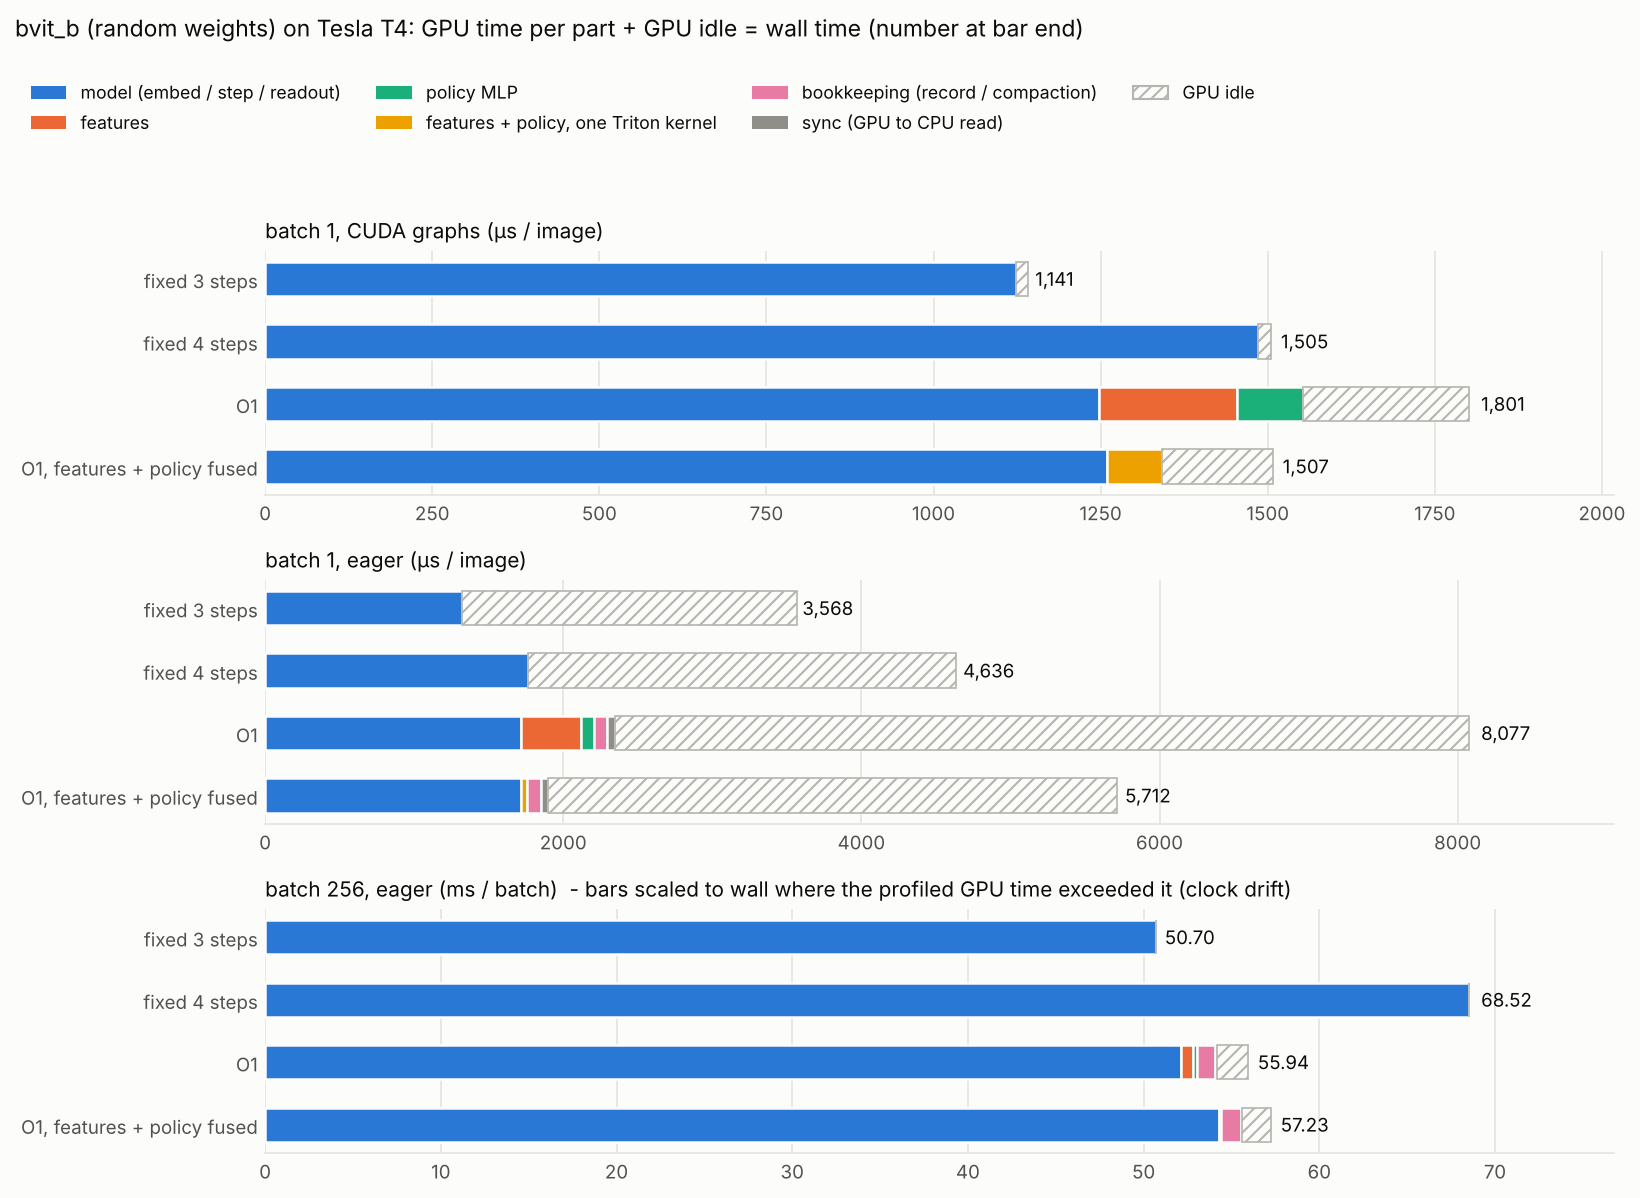 bvit_b (random weights) on Tesla T4: GPU time per part + GPU idle = wall time (number at bar end)
model (embed / step / readout)
policy MLP
bookkeeping (record / compaction)
GPU idle
features
features + policy, one Triton kernel
sync (GPU to CPU read)
batch 1, CUDA graphs (µs / image)
fixed 3 steps
1,141
fixed 4 steps
1,505
O1
1,801
O1, features + policy fused
1,507
0 250 500 750 1000 1250 1500 1750 2000
batch 1, eager (µs / image)
fixed 3 steps
3,568
fixed 4 steps
4,636
O1
8,077
O1, features + policy fused
5,712
0 2000 4000 6000 8000
batch 256, eager (ms / batch)  - bars scaled to wall where the profiled GPU time exceeded it (clock drift)
fixed 3 steps
50.70
fixed 4 steps
68.52
O1
55.94
O1, features + policy fused
57.23
0 10 20 30 40 50 60 70